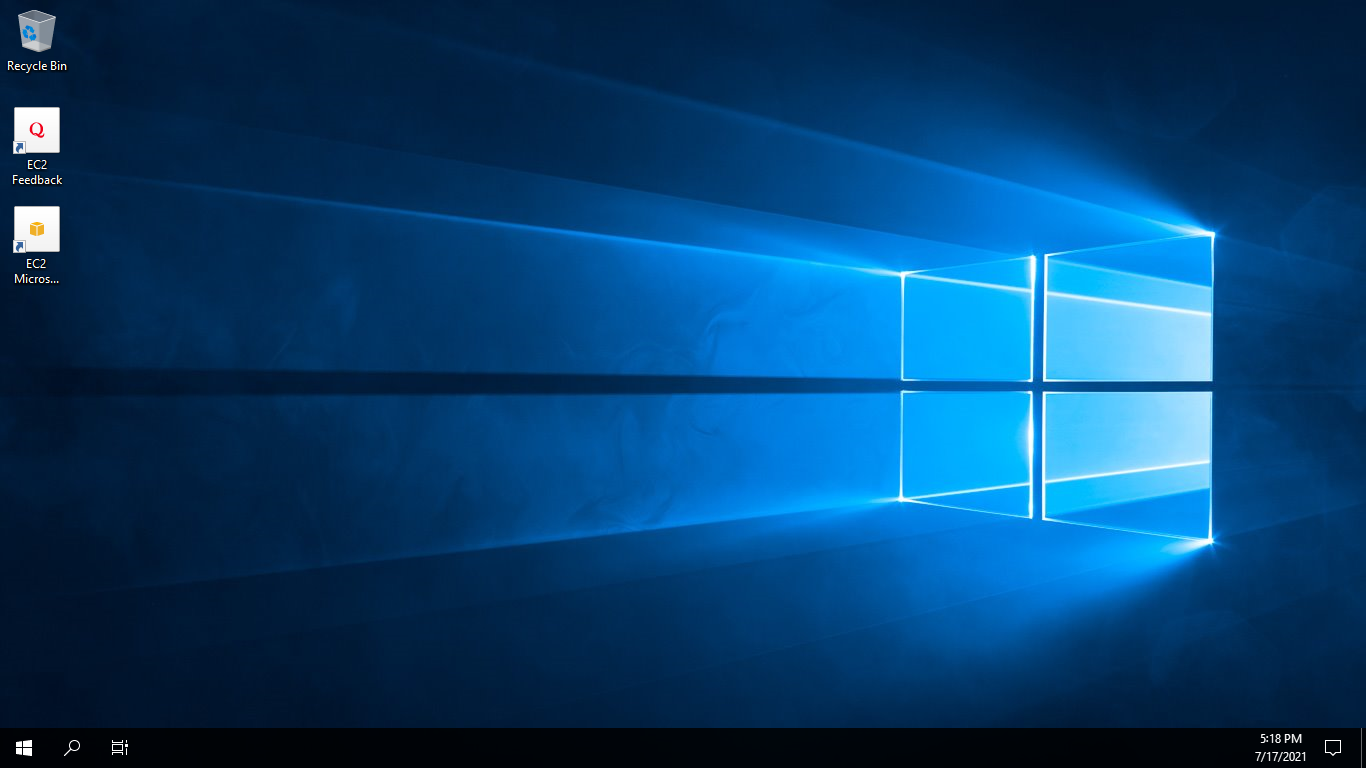 Recycle Bin
Q
EC2
Feedback
EC2
Micros...
5:18 PM
7/17/2021